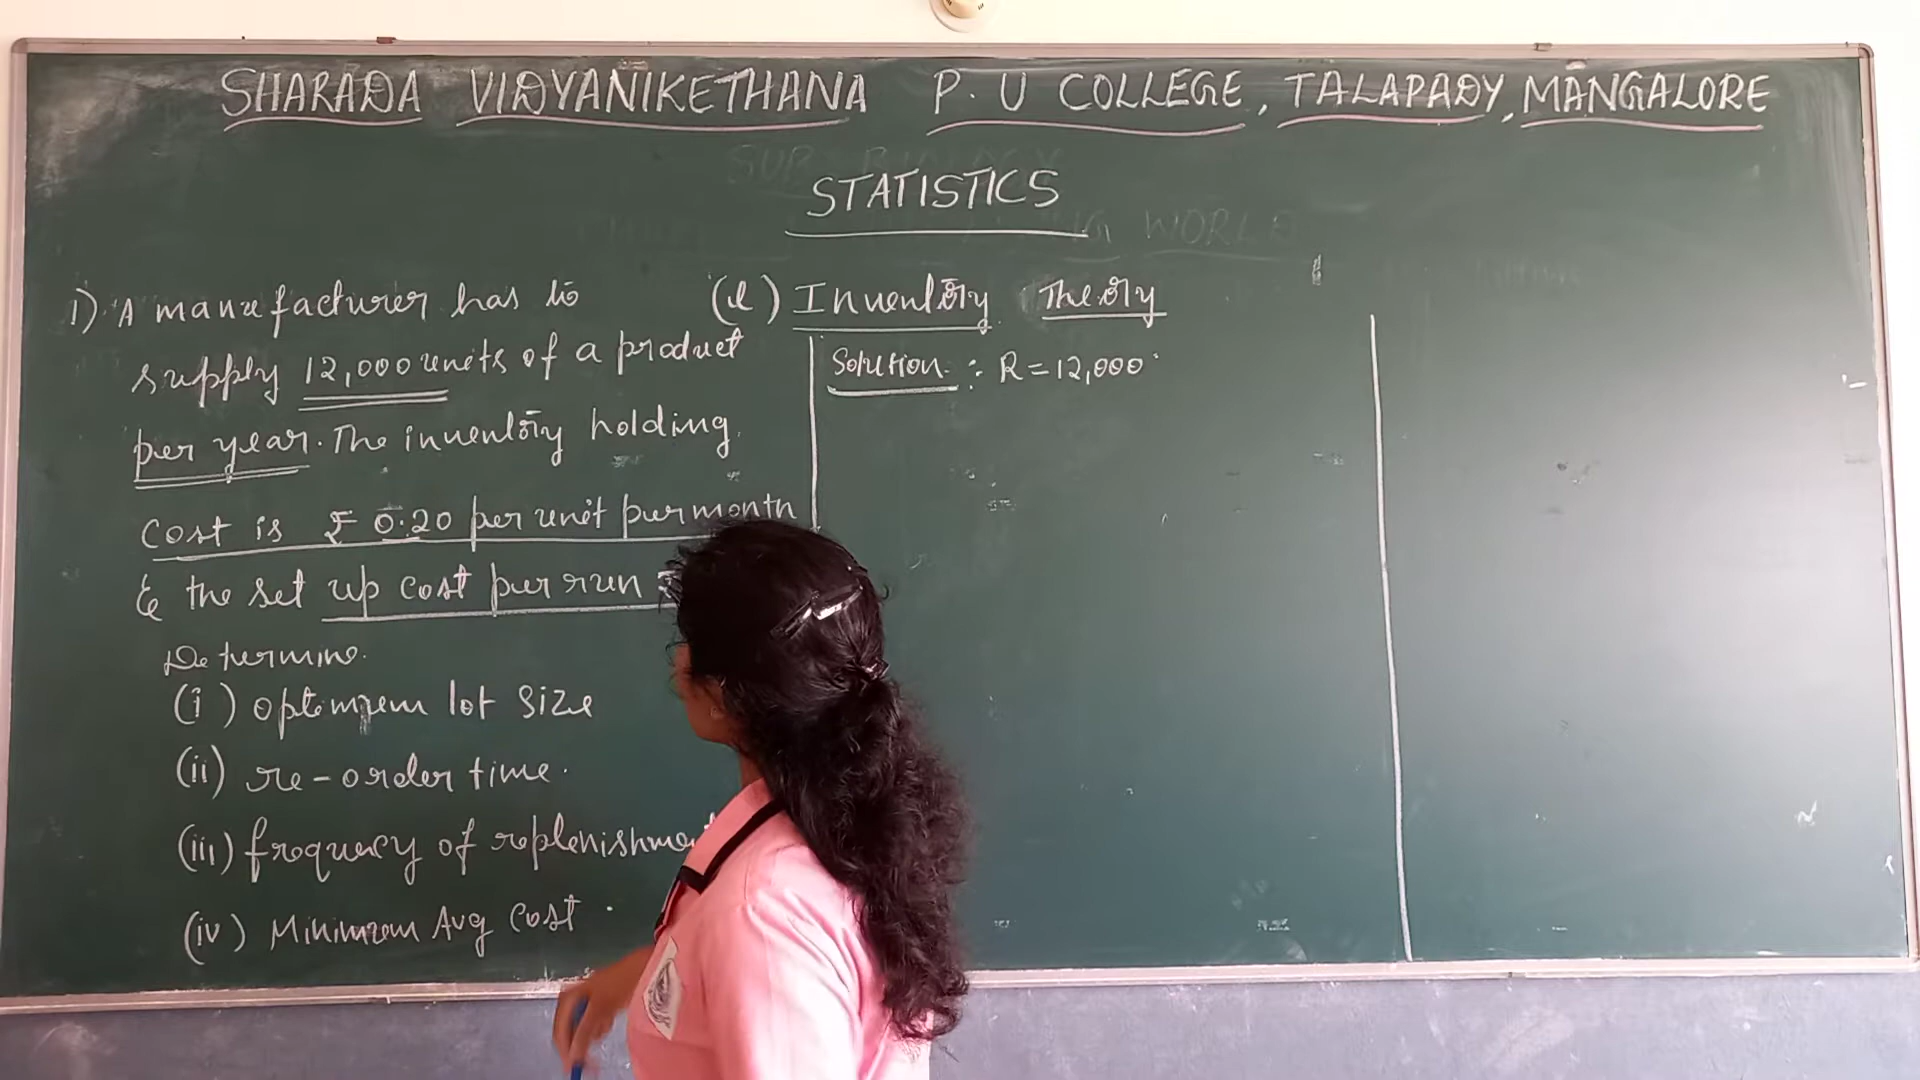 SHARADA VIDYANIKETHANA P. U COLLEGE, TALAPADY, MANGALORE
STATISTICS
1) A manufacturer has to
supply 12,000 units of a product
per year. The inventory holding
cost is ₹ 0.20 per unit per month
& the set up cost per run ₹
Determine.
(i) optimum lot size
(ii) re-order time.
(iii) frequency of replenishment
(iv) Minimum Avg cost.
Inventory Theory
Solution: R = 12,000